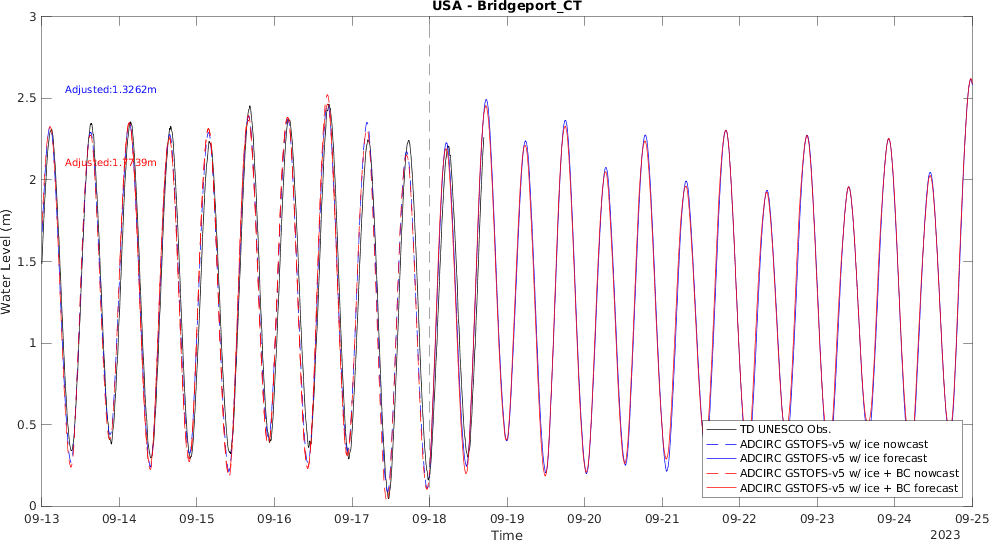 USA - Bridgeport_CT
3
2.5
2
1.5
1
0.5
0
Water Level (m)
Adjusted:1.3262m
Adjusted:1.1739m
TD UNESCO Obs.
ADCIRC GSTOFS-v5 w/ ice nowcast
ADCIRC GSTOFS-v5 w/ ice forecast
ADCIRC GSTOFS-v5 w/ ice + BC nowcast
ADCIRC GSTOFS-v5 w/ ice + BC forecast
09-13 09-14 09-15 09-16 09-17 09-18 09-19 09-20 09-21 09-22 09-23 09-24 09-25
Time
2023